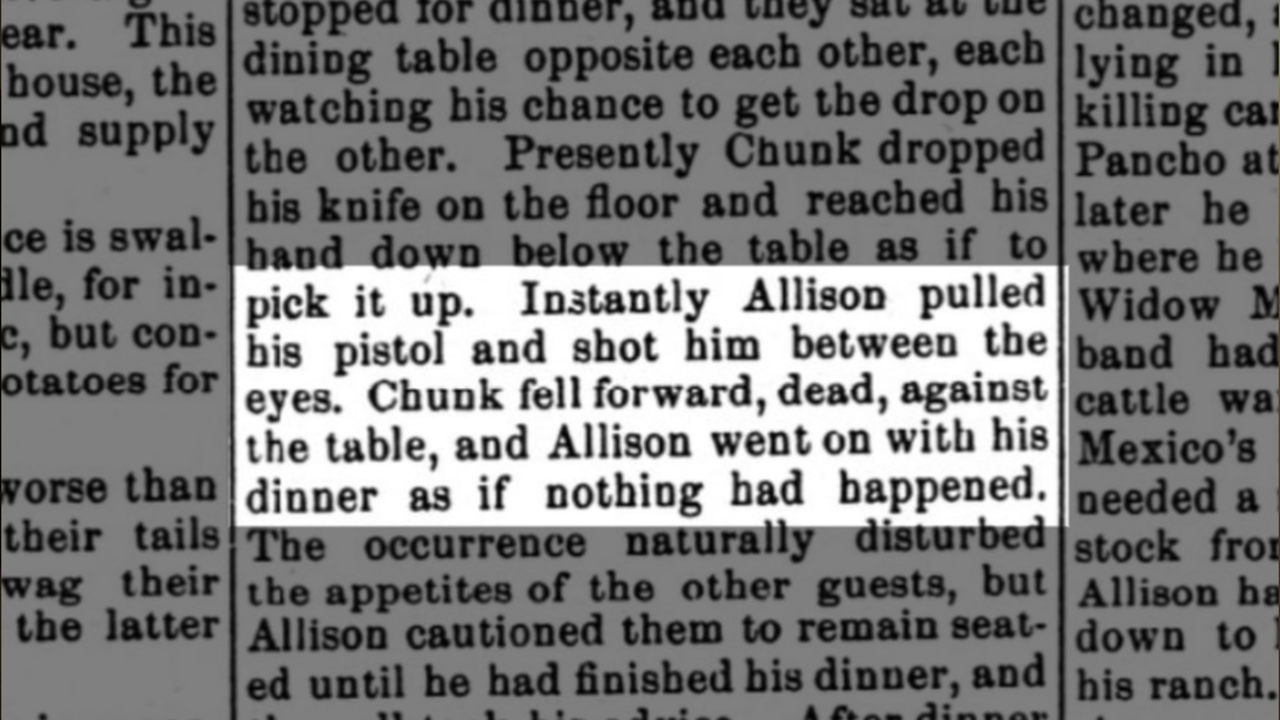 ear. This
house, the
nd supply
ce is swal-
dle, for in-
c, but con-
otatoes for
worse than
their tails
wag their
the latter
stopped for dinner, and they sat at the
dining table opposite each other, each
watching his chance to get the drop on
the other. Presently Chunk dropped
his knife on the floor and reached his
hand down below the table as if to
pick it up. Instantly Allison pulled
his pistol and shot him between the
eyes. Chunk fell forward, dead, against
the table, and Allison went on with his
dinner as if nothing had happened.
The occurrence naturally disturbed
the appetites of the other guests, but
Allison cautioned them to remain seat-
ed until he had finished his dinner, and
After dinner
changed,
lying in
killing car
Pancho at
later he
where he
Widow M
band had
cattle wa
Mexico's
needed a
stock from
Allison ha
down to
his ranch.